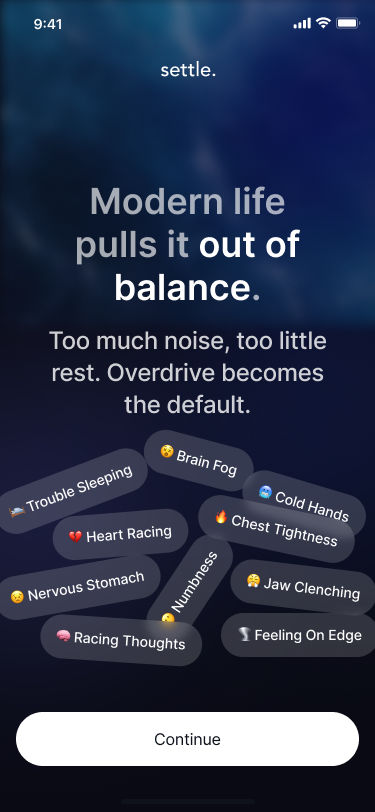 9:41
settle.
Modern life
pulls it out of
balance.
Too much noise, too little
rest. Overdrive becomes
the default.
Brain Fog
Trouble Sleeping
Cold Hands
Chest Tightness
Heart Racing
Numbness
Nervous Stomach
Jaw Clenching
Racing Thoughts
Feeling On Edge
Continue